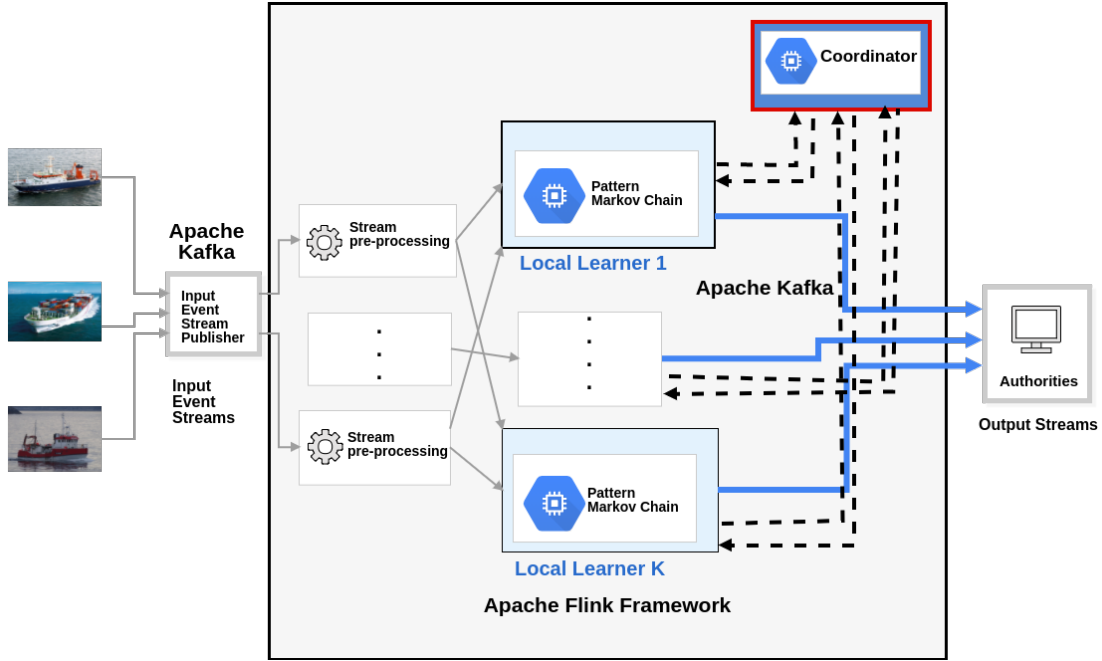 Coordinator
Pattern
Markov Chain
Local Learner 1
Stream
pre-processing
Apache
Kafka
Input
Event
Stream
Publisher
Input
Event
Streams
Apache Kafka
Authorities
Output Streams
Stream
pre-processing
Pattern
Markov Chain
Local Learner K
Apache Flink Framework